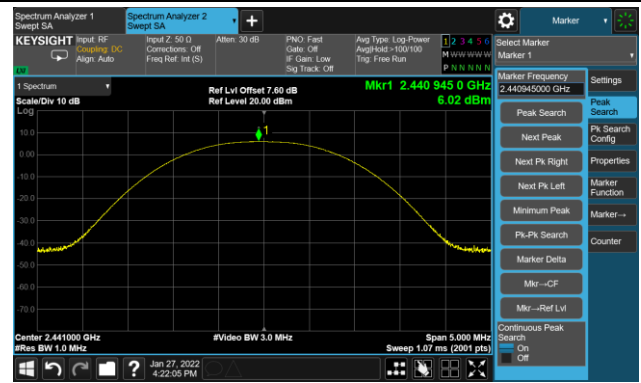 Spectrum Analyzer 1
Swept SA
Spectrum Analyzer 2
Swept SA
Marker
KEYSIGHT
Input: RF
Coupling: DC
Align: Auto
Input Z: 50 Ω
Corrections: Off
Freq Ref: Int (S)
Atten: 30 dB
PNO: Fast
Gate: Off
IF Gain: Low
Sig Track: Off
Avg Type: Log-Power
Avg|Hold:>100/100
Trig: Free Run
1 2 3 4 5 6
M W W W W W
P N N N N N
Select Marker
Marker 1
1 Spectrum
Scale/Div 10 dB
Log
Ref Lvl Offset 7.60 dB
Ref Level 20.00 dBm
Mkr1 2.440 945 0 GHz
6.02 dBm
Marker Frequency
2.440945000 GHz
Peak Search
Next Peak
Next Pk Right
Next Pk Left
Minimum Peak
Pk-Pk Search
Marker Delta
Mkr→CF
Mkr→Ref Lvl
Continuous Peak
Search
On
Off
Settings
Peak
Search
Pk Search
Config
Properties
Marker
Function
Marker→
Counter
1
10.0
0.00
-10.0
-20.0
-30.0
-40.0
-50.0
-60.0
-70.0
Center 2.441000 GHz
#Res BW 1.0 MHz
#Video BW 3.0 MHz
Span 5.000 MHz
Sweep 1.07 ms (2001 pts)
?
Jan 27, 2022
4:22:05 PM